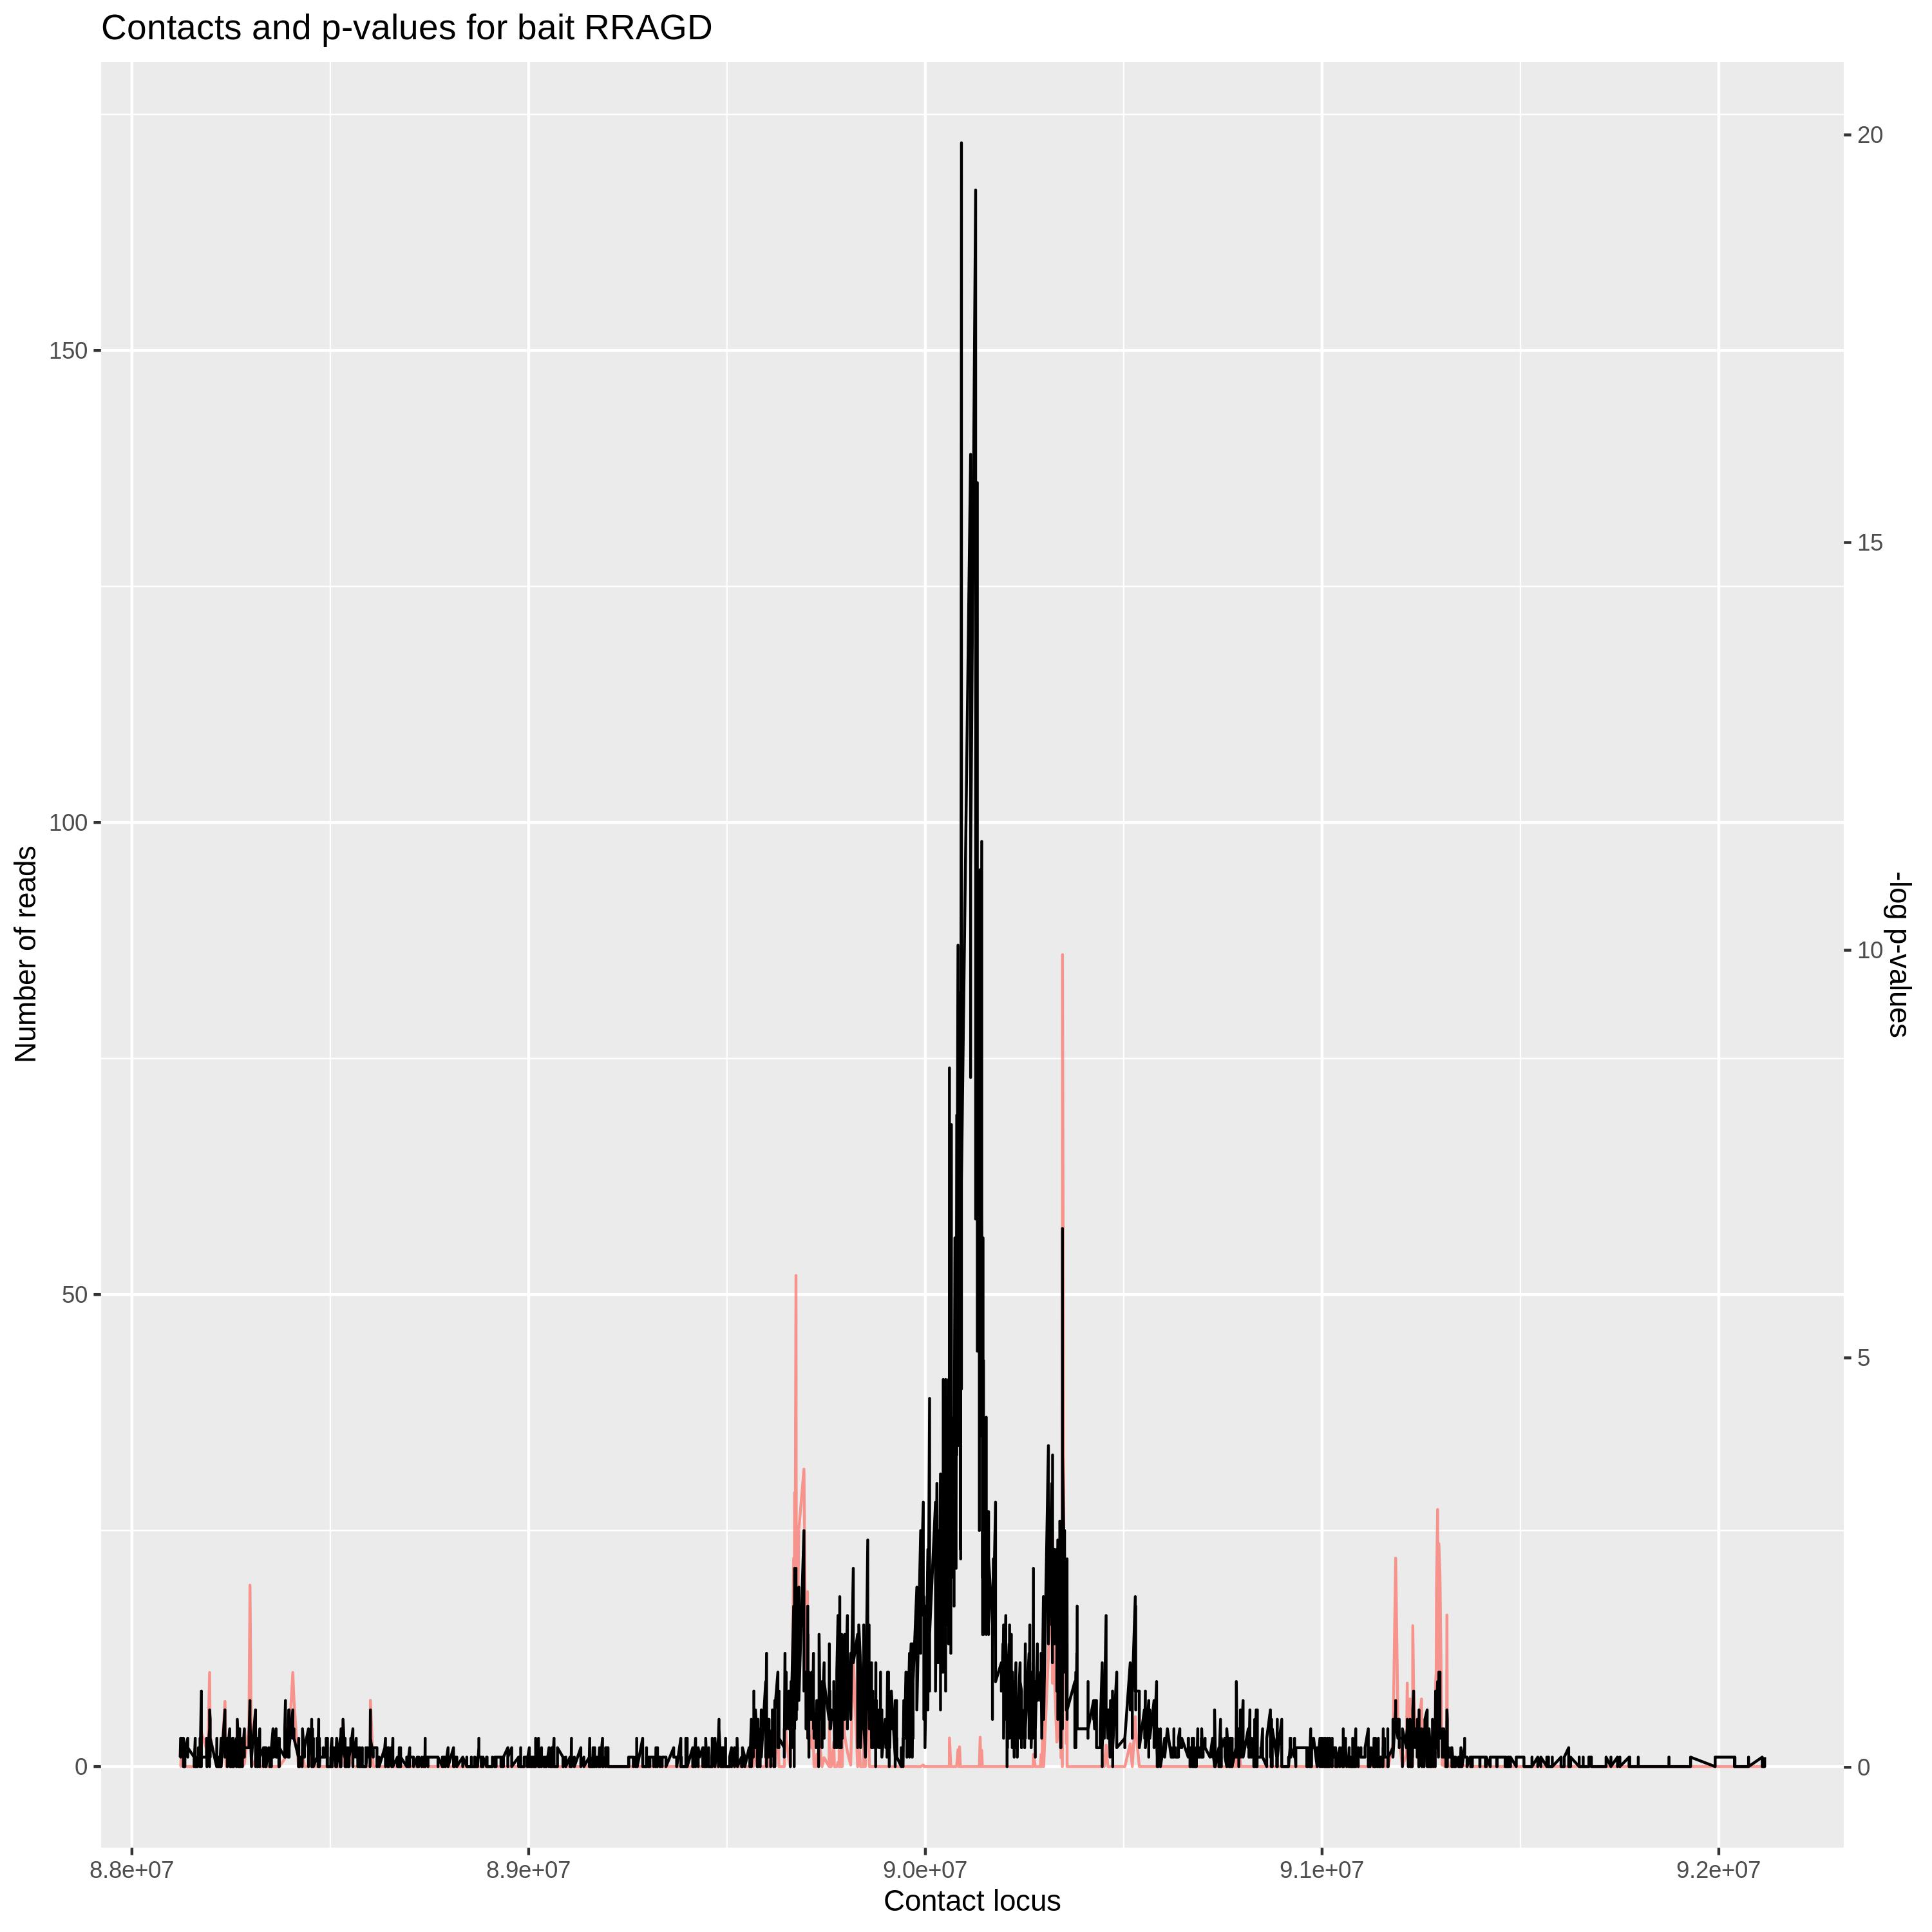 Contacts and p-values for bait RRAGD
Number of reads
150
100
50
0
20
15
10
5
0
-log p-values
8.8e+07
8.9e+07
9.0e+07
9.1e+07
9.2e+07
Contact locus